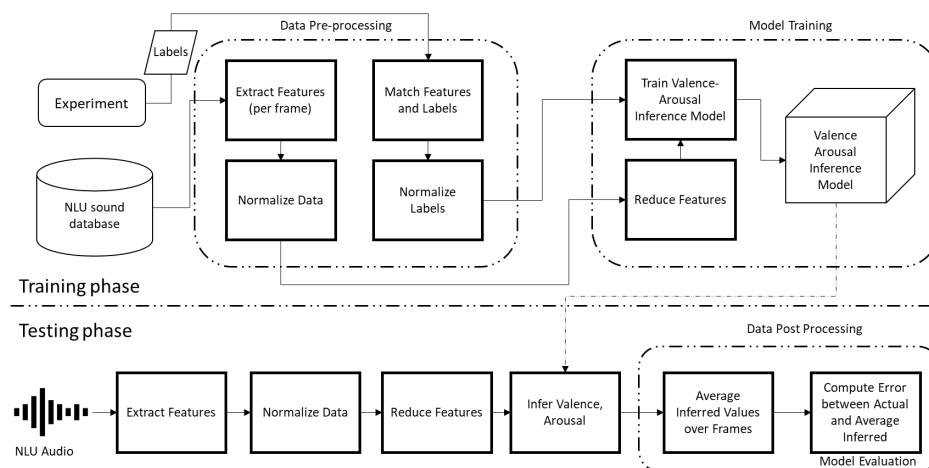 Data Pre-processing
Model Training
Labels
Experiment
Extract Features
(per frame)
Match Features
and Labels
Train Valence-
Arousal
Inference Model
Valence
Arousal
Inference
Model
NLU sound
database
Normalize Data
Normalize
Labels
Reduce Features
Training phase
Testing phase
Data Post Processing
NLU Audio
Extract Features
Normalize Data
Reduce Features
Infer Valence,
Arousal
Average
Inferred Values
over Frames
Compute Error
between Actual
and Average
Inferred
Model Evaluation